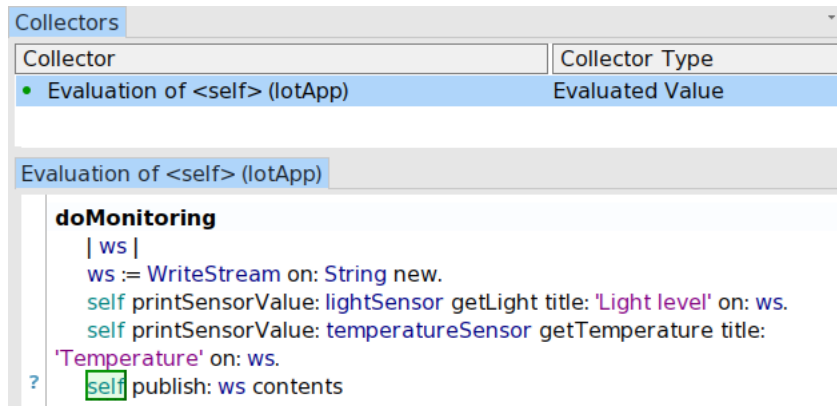 Collectors
Collector Collector Type
Evaluation of <self> (IotApp) Evaluated Value
Evaluation of <self> (IotApp)
doMonitoring
| ws |
ws := WriteStream on: String new.
self printSensorValue: lightSensor getLight title: 'Light level' on: ws.
self printSensorValue: temperatureSensor getTemperature title:
'Temperature' on: ws.
? self publish: ws contents